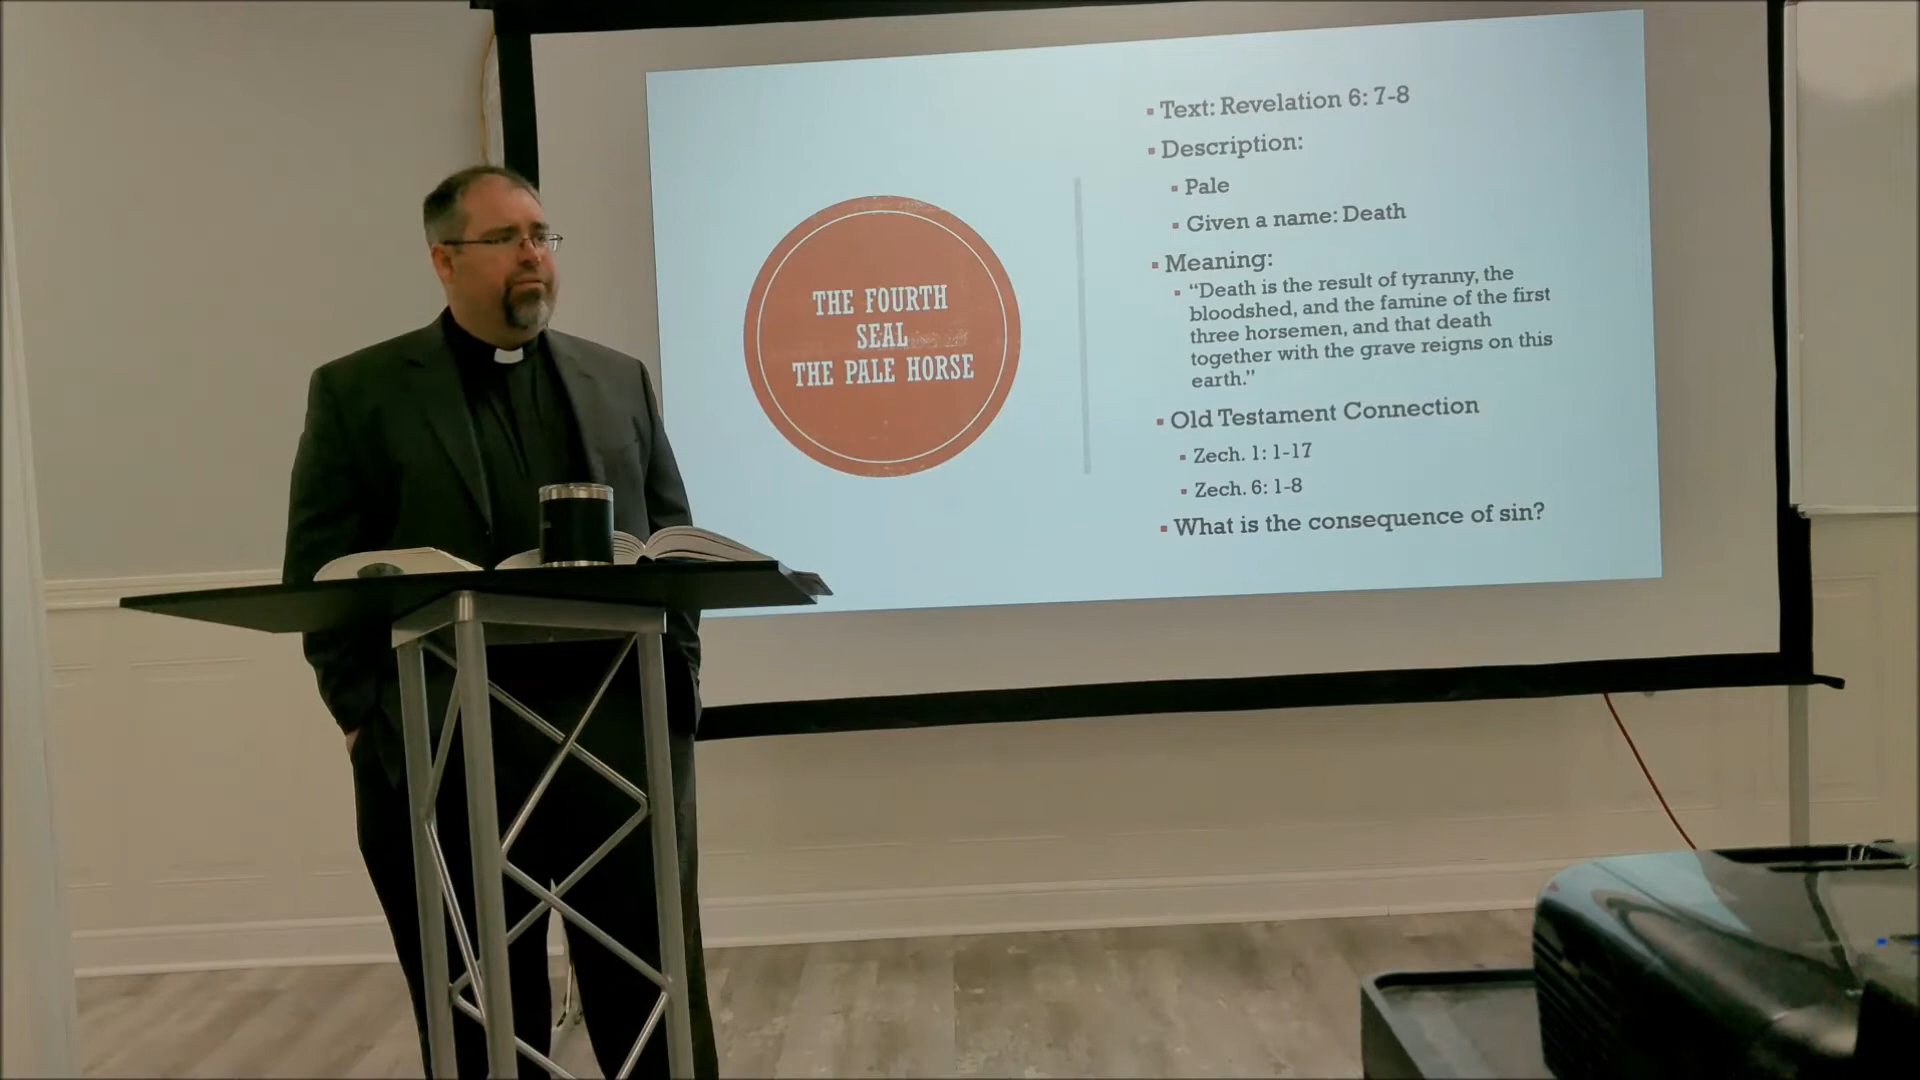 THE FOURTH
SEAL
THE PALE HORSE
Text: Revelation 6: 7-8
Description:
Pale
Given a name: Death
Meaning:
“Death is the result of tyranny, the
bloodshed, and the famine of the first
three horsemen, and that death
together with the grave reigns on this
earth.”
Old Testament Connection
Zech. 1: 1-17
Zech. 6: 1-8
What is the consequence of sin?